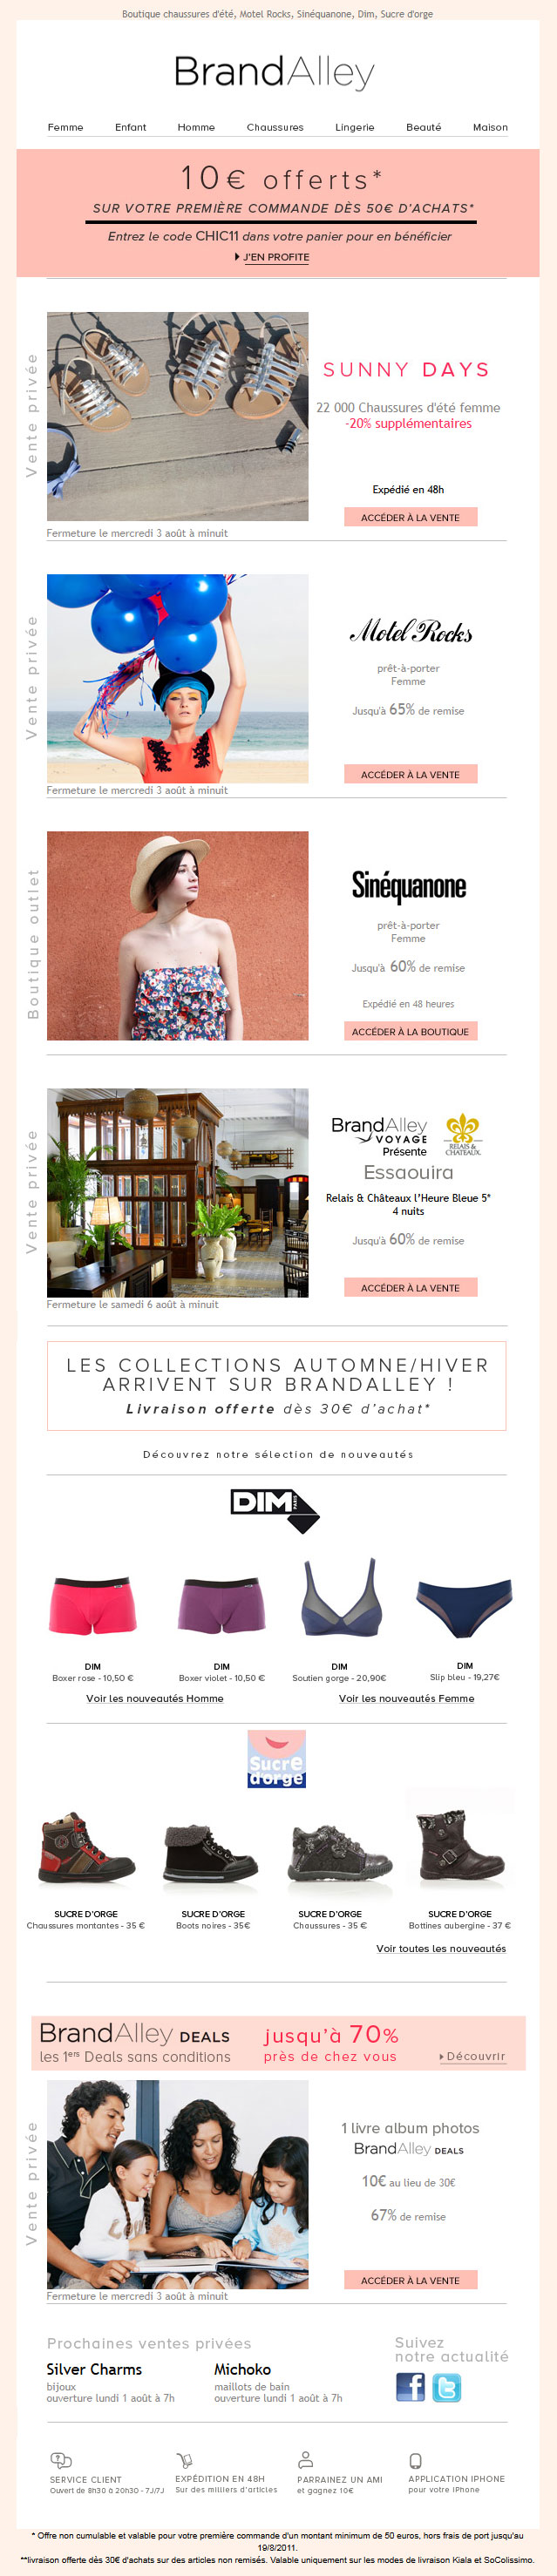 Boutique chaussures d'été, Motel Rocks, Sinéquanone, Dim, Sucre d'orge
BrandAlley
Femme Enfant Homme Chaussures Lingerie Beauté Maison
10€ offerts*
SUR VOTRE PREMIÈRE COMMANDE DÈS 50€ D'ACHATS*
Entrez le code CHIC11 dans votre panier pour en bénéficier
J'EN PROFITE
Vente privée
SUNNY DAYS
22 000 Chaussures d'été femme
-20% supplémentaires
Expédié en 48h
ACCÉDER À LA VENTE
Fermeture le mercredi 3 août à minuit
Vente privée
Motel Rocks
prêt-à-porter
Femme
Jusqu'à 65% de remise
ACCÉDER À LA VENTE
Fermeture le mercredi 3 août à minuit
Boutique outlet
Sinéquanone
prêt-à-porter
Femme
Jusqu'à 60% de remise
Expédié en 48 heures
ACCÉDER À LA BOUTIQUE
Vente privée
BrandAlley
VOYAGE
Présente
RELAIS &
CHATEAUX
Essaouira
Relais & Châteaux l'Heure Bleue 5*
4 nuits
Jusqu'à 60% de remise
ACCÉDER À LA VENTE
Fermeture le samedi 6 août à minuit
LES COLLECTIONS AUTOMNE/HIVER
ARRIVENT SUR BRANDALLEY !
Livraison offerte dès 30€ d'achat*
Découvrez notre sélection de nouveautés
DIM PARIS
DIM DIM DIM DIM
Boxer rose - 10,50 € Boxer violet - 10,50 € Soutien gorge - 20,90€ Slip bleu - 19,27€
Voir les nouveautés Homme Voir les nouveautés Femme
Sucre
d'orge
SUCRE D'ORGE SUCRE D'ORGE SUCRE D'ORGE SUCRE D'ORGE
Chaussures montantes - 35 € Boots noires - 35€ Chaussures - 35 € Bottines aubergine - 37 €
Voir toutes les nouveautés
BrandAlley DEALS jusqu'à 70%
les 1ers Deals sans conditions près de chez vous Découvrir
Vente privée
1 livre album photos
BrandAlley DEALS
10€ au lieu de 30€
67% de remise
ACCÉDER À LA VENTE
Fermeture le mercredi 3 août à minuit
Prochaines ventes privées
Silver Charms Michoko
bijoux maillots de bain
ouverture lundi 1 août à 7h ouverture lundi 1 août à 7h
Suivez
notre actualité
SERVICE CLIENT EXPÉDITION EN 48H PARRAINEZ UN AMI APPLICATION IPHONE
Ouvert de 8h30 à 20h30 - 7J/7J Sur des milliers d'articles et gagnez 10€ pour votre iPhone
* Offre non cumulable et valable pour votre première commande d'un montant minimum de 50 euros, hors frais de port jusqu'au
19/8/2011.
**livraison offerte dès 30€ d'achats sur des articles non remisés. Valable uniquement sur les modes de livraison Kiala et SoColissimo.